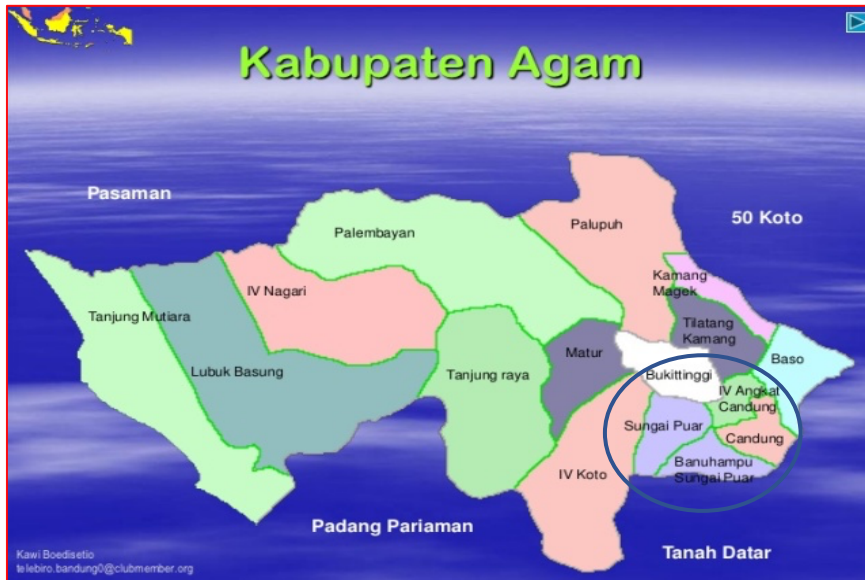 Kabupaten Agam
Pasaman
Palupuh
50 Koto
Palembayan
Kamang
Magek
IV Nagari
Tanjung Mutiara
Tilatang
Kamang
Matur
Baso
Lubuk Basung
Tanjung raya
Bukittinggi
IV Angkat
Candung
Sungai Puar
Candung
IV Koto
Banuhampu
Sungai Puar
Padang Pariaman
Tanah Datar
Kawi Boedisetio
telebiro.bandung0@clubmember.org